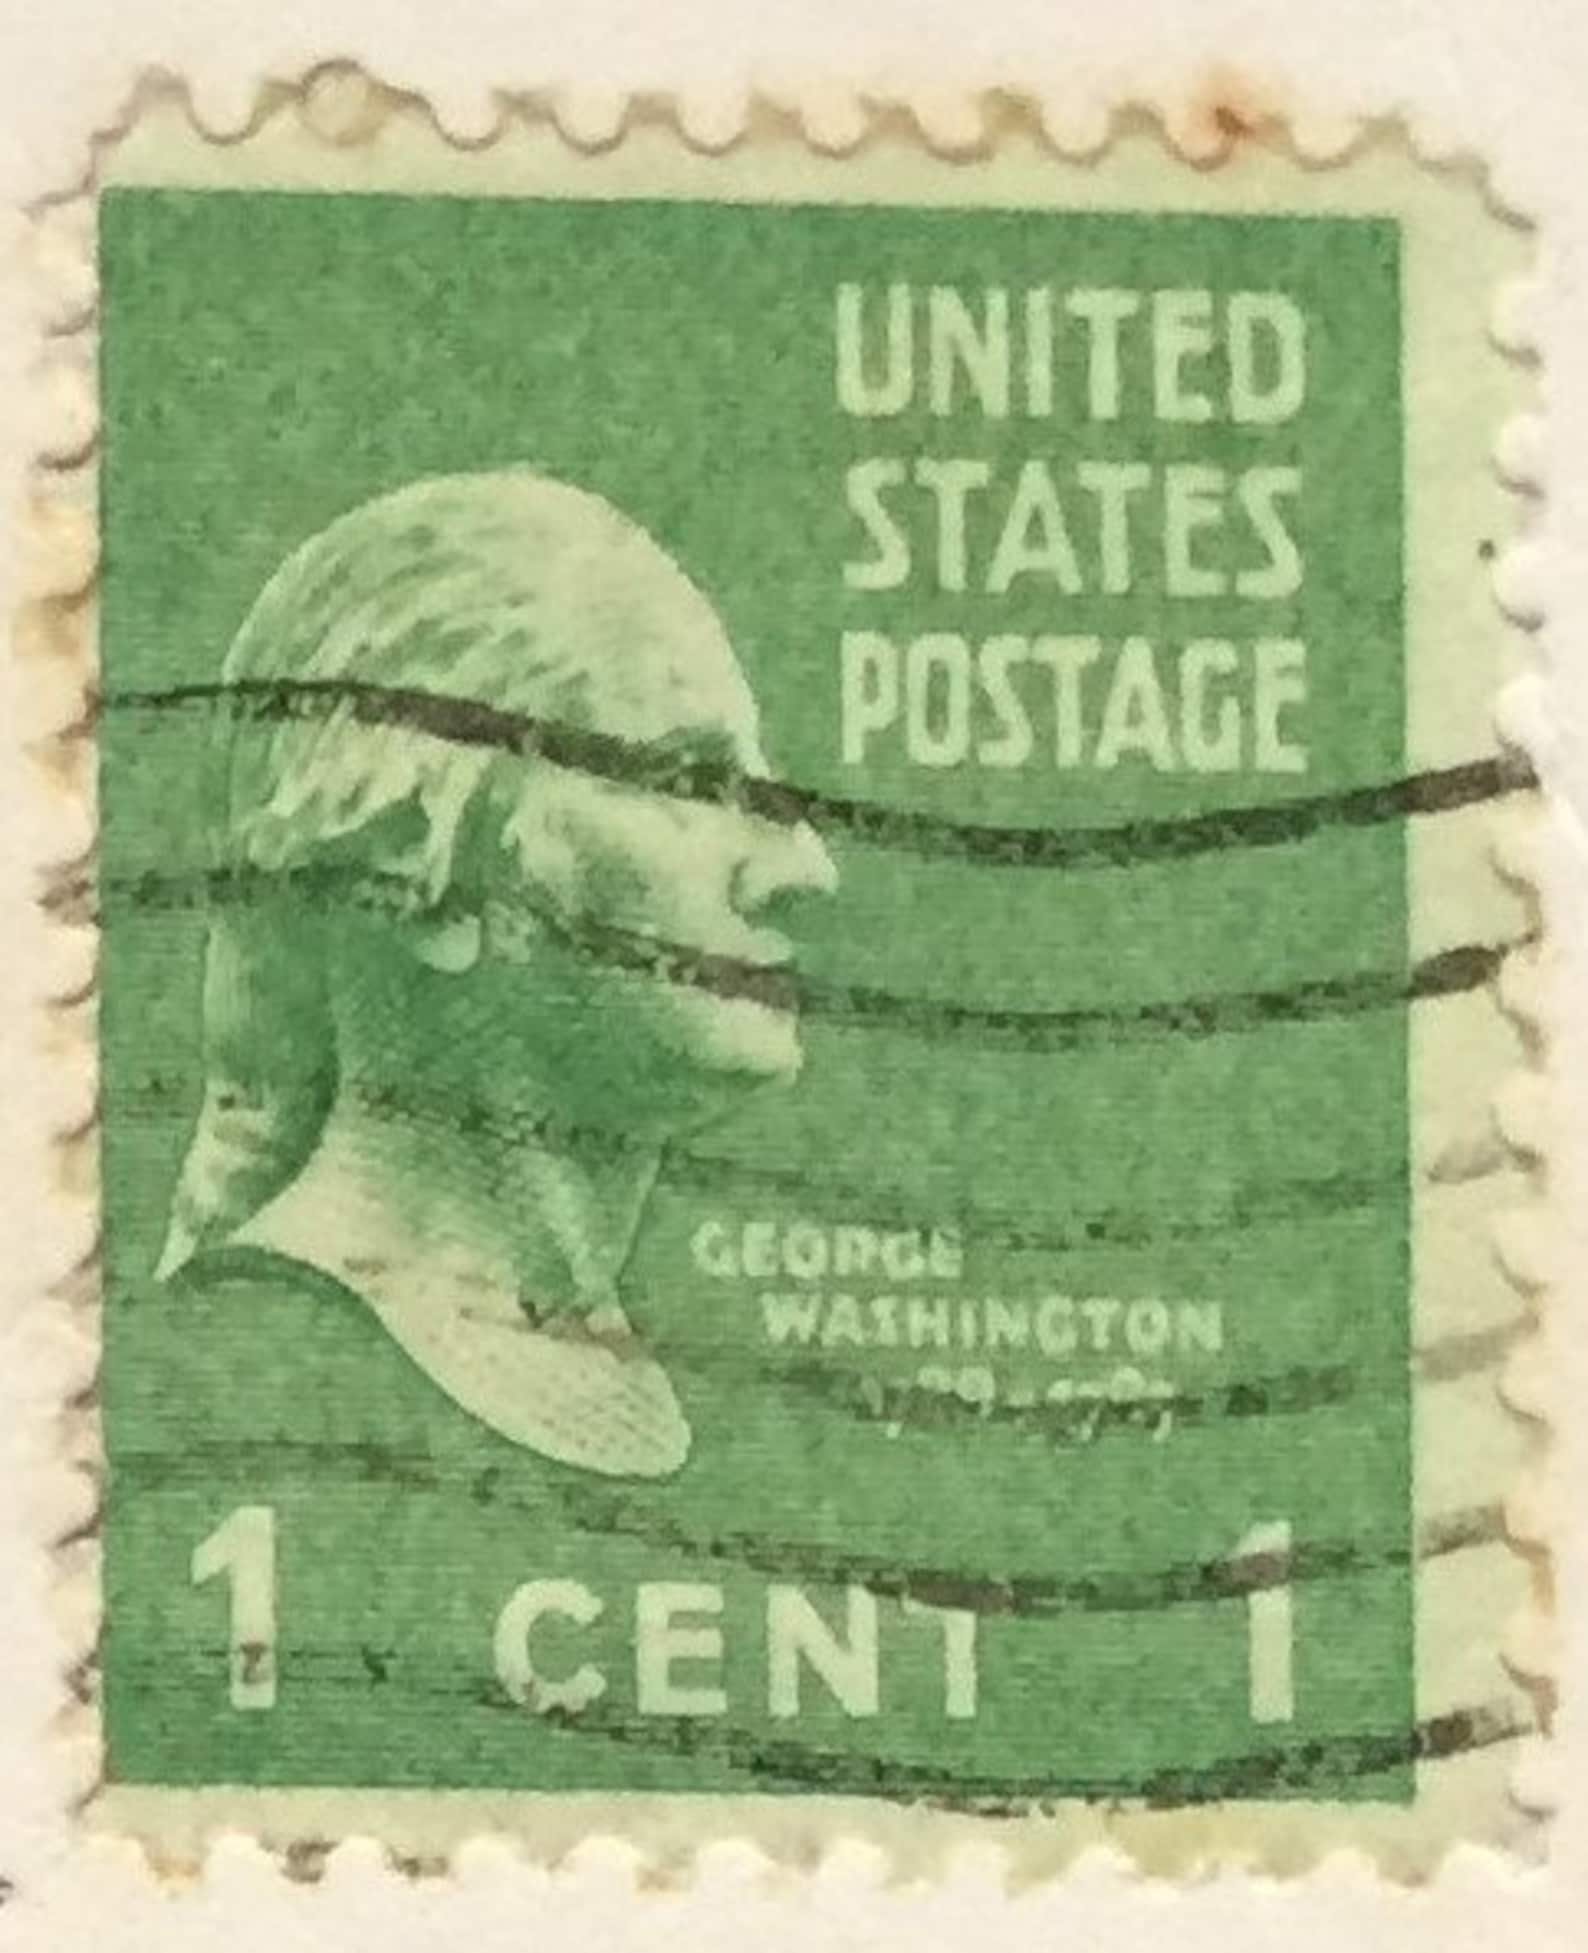 UNITED
STATES
POSTAGE
GEORGE
WASHINGTON
1 CENT 1